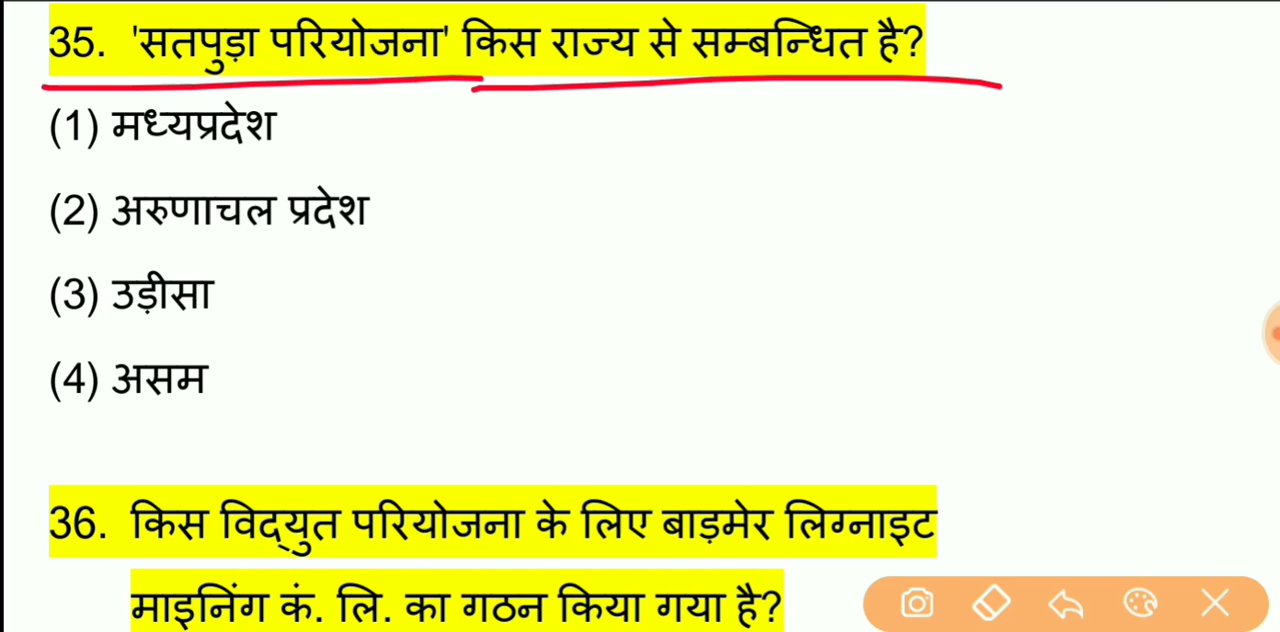 35. 'सतपुड़ा परियोजना' किस राज्य से सम्बन्धित है?
(1) मध्यप्रदेश
(2) अरुणाचल प्रदेश
(3) उड़ीसा
(4) असम
36. किस विद्युत परियोजना के लिए बाड़मेर लिग्नाइट
माइनिंग कं. लि. का गठन किया गया है?